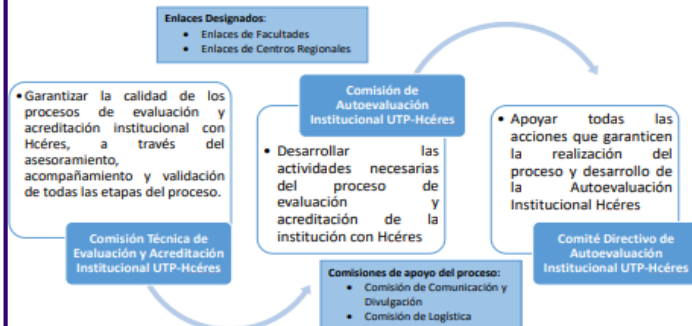 Enlaces Designados:
• Enlaces de Facultades
• Enlaces de Centros Regionales
• Garantizar la calidad de los
procesos de evaluación y
acreditación institucional con
Hcéres, a través del
asesoramiento,
acompañamiento y validación
de todas las etapas del proceso.
Comisión Técnica de
Evaluación y Acreditación
Institucional UTP-Hcéres
Comisión de
Autoevaluación
Institucional UTP-Hcéres
• Desarrollar las
actividades necesarias
del proceso de
evaluación y
acreditación de la
institución con Hcéres
• Apoyar todas las
acciones que garanticen
la realización del
proceso y desarrollo de
la Autoevaluación
Institucional Hcéres
Comité Directivo de
Autoevaluación
Institucional UTP-Hcéres
Comisiones de apoyo del proceso:
• Comisión de Comunicación y
Divulgación
• Comisión de Logística